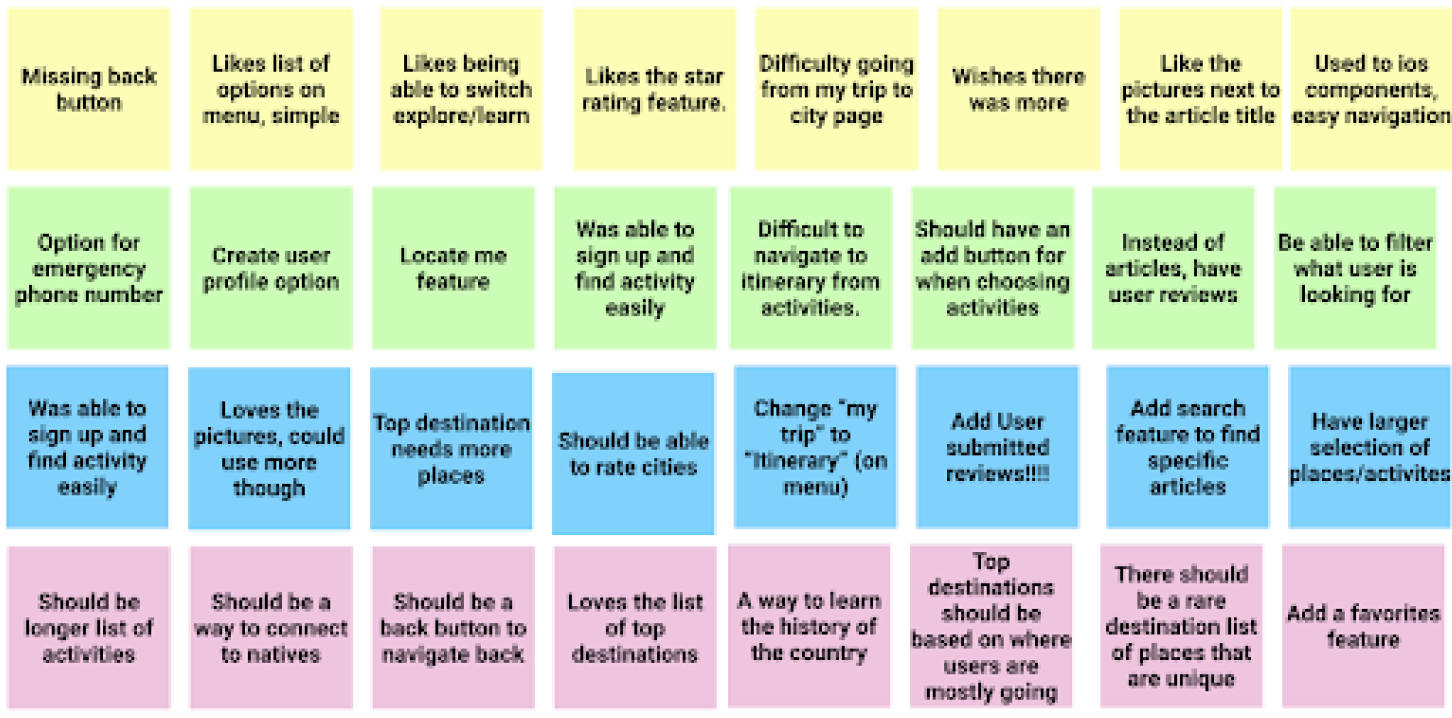 Missing back
button
Likes list of
options on
menu, simple
Likes being
able to switch
explore/learn
Likes the star
rating feature.
Difficulty going
from my trip to
city page
Wishes there
was more
Like the
pictures next to
the article title
Used to ios
components,
easy navigation
Option for
emergency
phone number
Create user
profile option
Locate me
feature
Was able to
sign up and
find activity
easily
Difficult to
navigate to
itinerary from
activities.
Should have an
add button for
when choosing
activities
Instead of
articles, have
user reviews
Be able to filter
what user is
looking for
Was able to
sign up and
find activity
easily
Loves the
pictures, could
use more
though
Top destination
needs more
places
Should be able
to rate cities
Change "my
trip" to
"Itinerary" (on
menu)
Add User
submitted
reviews!!!!
Add search
feature to find
specific
articles
Have larger
selection of
places/activites
Should be
longer list of
activities
Should be a
way to connect
to natives
Should be a
back button to
navigate back
Loves the list
of top
destinations
A way to learn
the history of
the country
Top
destinations
should be
based on where
users are
mostly going
There should
be a rare
destination list
of places that
are unique
Add a favorites
feature